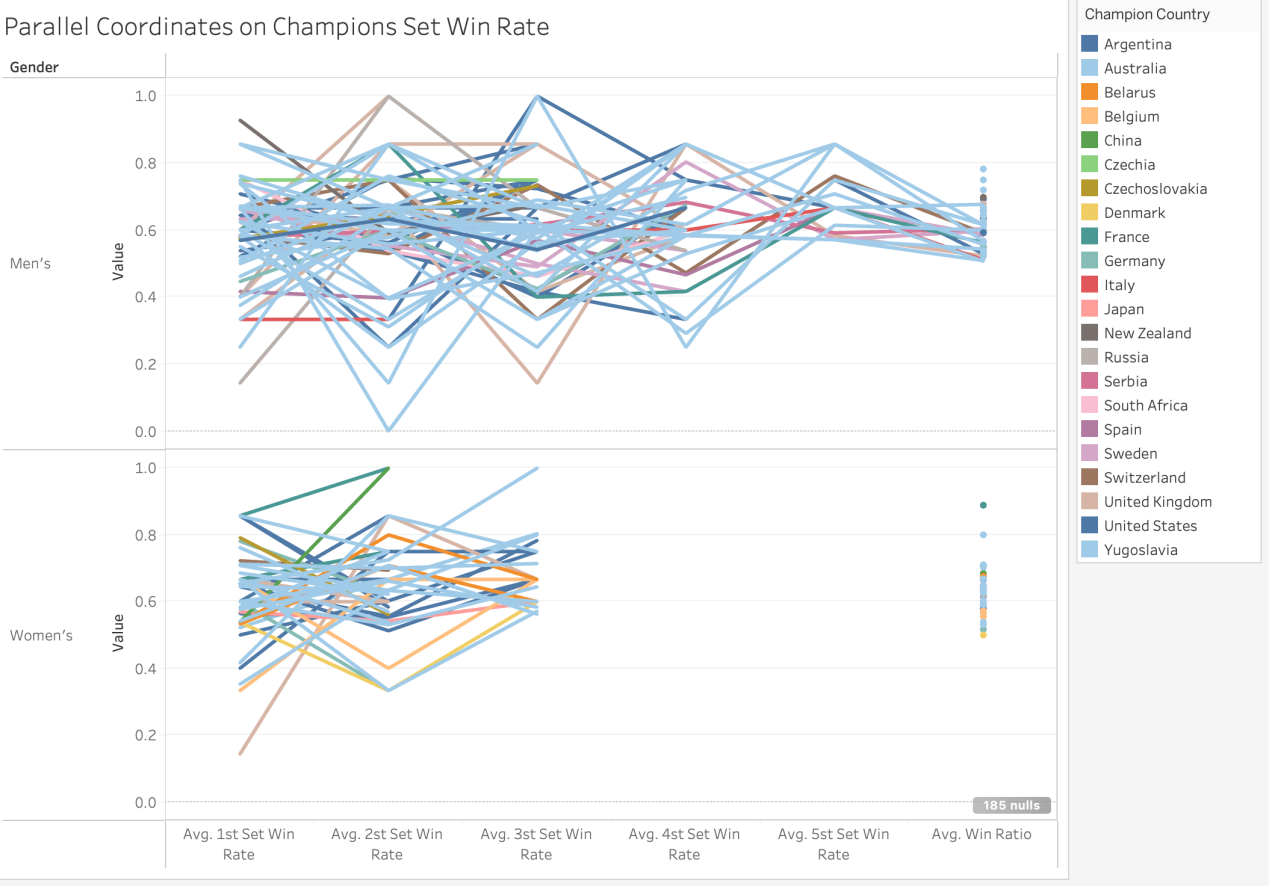 Parallel Coordinates on Champions Set Win Rate
Gender
Men's
Value
1.0
0.8
0.6
0.4
0.2
0.0
Women's
Value
1.0
0.8
0.6
0.4
0.2
0.0
185 nulls
Avg. 1st Set Win
Rate
Avg. 2st Set Win
Rate
Avg. 3st Set Win
Rate
Avg. 4st Set Win
Rate
Avg. 5st Set Win
Rate
Avg. Win Ratio
Champion Country
Argentina
Australia
Belarus
Belgium
China
Czechia
Czechoslovakia
Denmark
France
Germany
Italy
Japan
New Zealand
Russia
Serbia
South Africa
Spain
Sweden
Switzerland
United Kingdom
United States
Yugoslavia